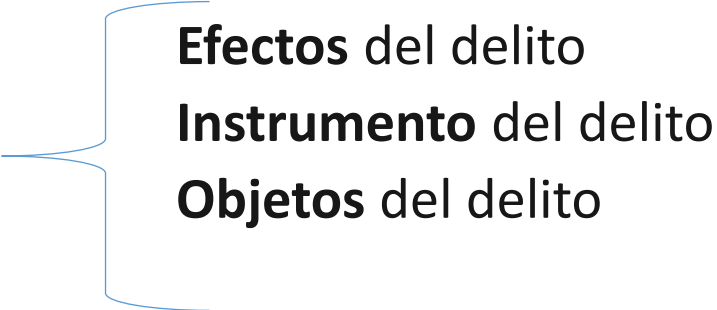 Efectos del delito
Instrumento del delito
Objetos del delito